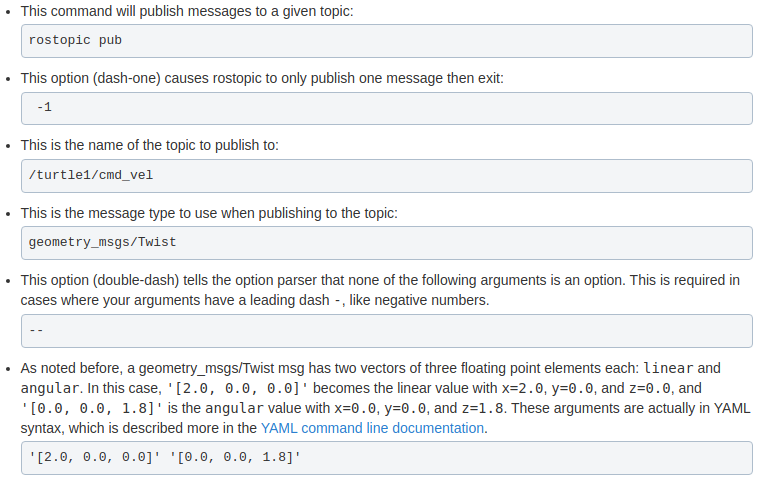 This command will publish messages to a given topic:
rostopic pub
This option (dash-one) causes rostopic to only publish one message then exit:
-1
This is the name of the topic to publish to:
/turtle1/cmd_vel
This is the message type to use when publishing to the topic:
geometry_msgs/Twist
This option (double-dash) tells the option parser that none of the following arguments is an option. This is required in
cases where your arguments have a leading dash -, like negative numbers.
--
As noted before, a geometry_msgs/Twist msg has two vectors of three floating point elements each: linear and
angular. In this case, '[2.0, 0.0, 0.0]' becomes the linear value with x=2.0, y=0.0, and z=0.0, and
'[0.0, 0.0, 1.8]' is the angular value with x=0.0, y=0.0, and z=1.8. These arguments are actually in YAML
syntax, which is described more in the YAML command line documentation.
'[2.0, 0.0, 0.0]' '[0.0, 0.0, 1.8]'